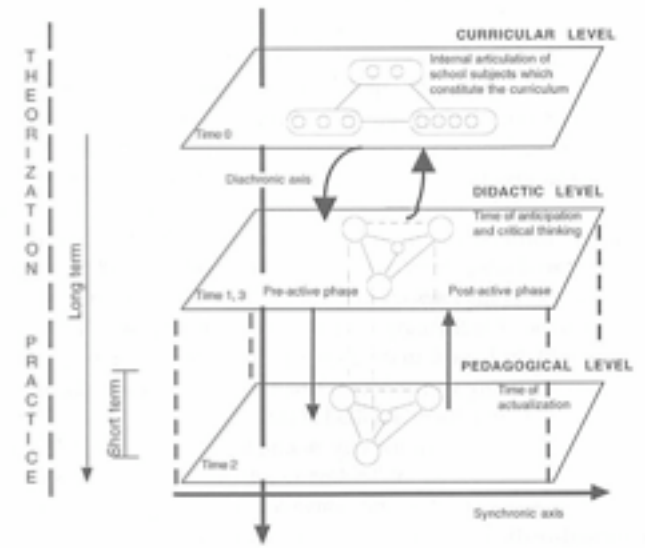 CURRICULAR LEVEL
Internal articulation of
school subjects which
constitute the curriculum
Time 0
Diachronic axis
DIDACTIC LEVEL
Time of anticipation
and critical thinking
Time 1, 3
Pre-active phase
Post-active phase
PEDAGOGICAL LEVEL
Time of
actualization
Time 2
Synchronic axis
THEORIZATION
PRACTICE
Long term
Short term